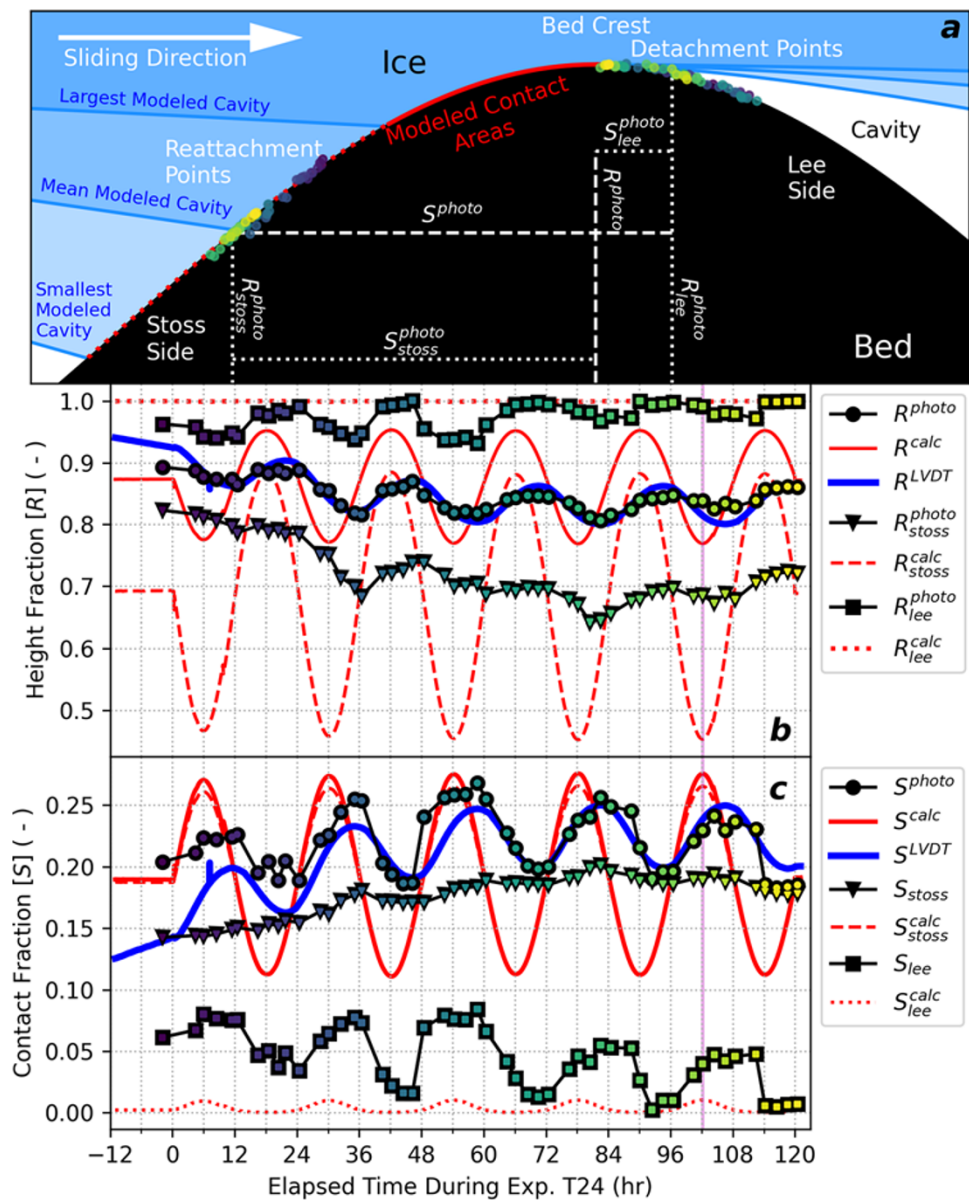 Bed Crest
a
Sliding Direction
Ice
Detachment Points
Largest Modeled Cavity
Modeled Contact
Areas
Reattachment
Points
Cavity
Mean Modeled Cavity
S^photo_lee
Lee
Side
S^photo
R^photo
Smallest
Modeled
Cavity
Stoss
Side
R^photo_stoss
R^photo_lee
S^photo_stoss
Bed
Height Fraction [R] ( - )
1.0
0.9
0.8
0.7
0.6
0.5
b
R^photo
R^calc
R^LVDT
R^photo_stoss
R^calc_stoss
R^photo_lee
R^calc_lee
Contact Fraction [S] ( - )
0.25
0.20
0.15
0.10
0.05
0.00
c
S^photo
S^calc
S^LVDT
S_stoss
S^calc_stoss
S_lee
S^calc_lee
−12 0 12 24 36 48 60 72 84 96 108 120
Elapsed Time During Exp. T24 (hr)